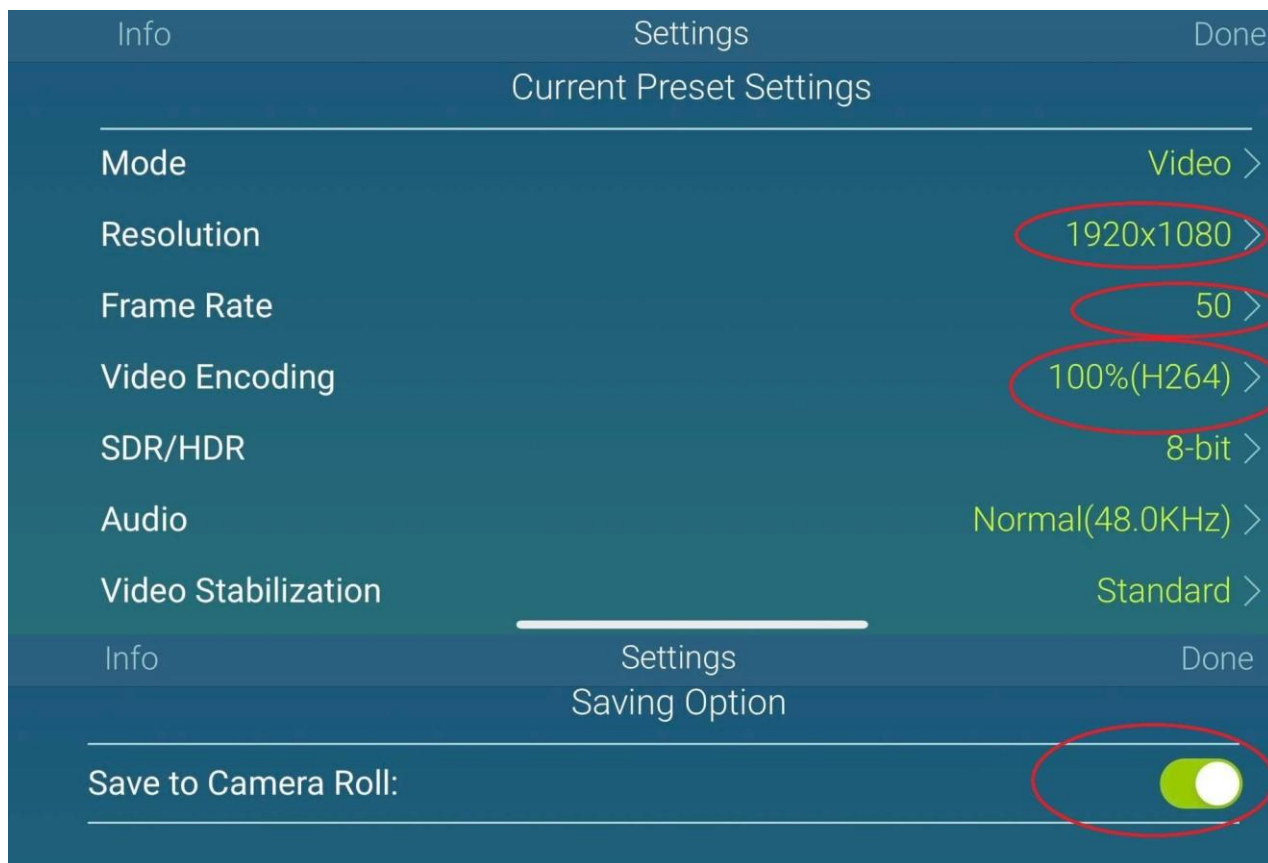 Info Settings Done
Current Preset Settings
Mode Video >
Resolution 1920x1080 >
Frame Rate 50 >
Video Encoding 100%(H264) >
SDR/HDR 8-bit >
Audio Normal(48.0KHz) >
Video Stabilization Standard >
Info Settings Done
Saving Option
Save to Camera Roll: